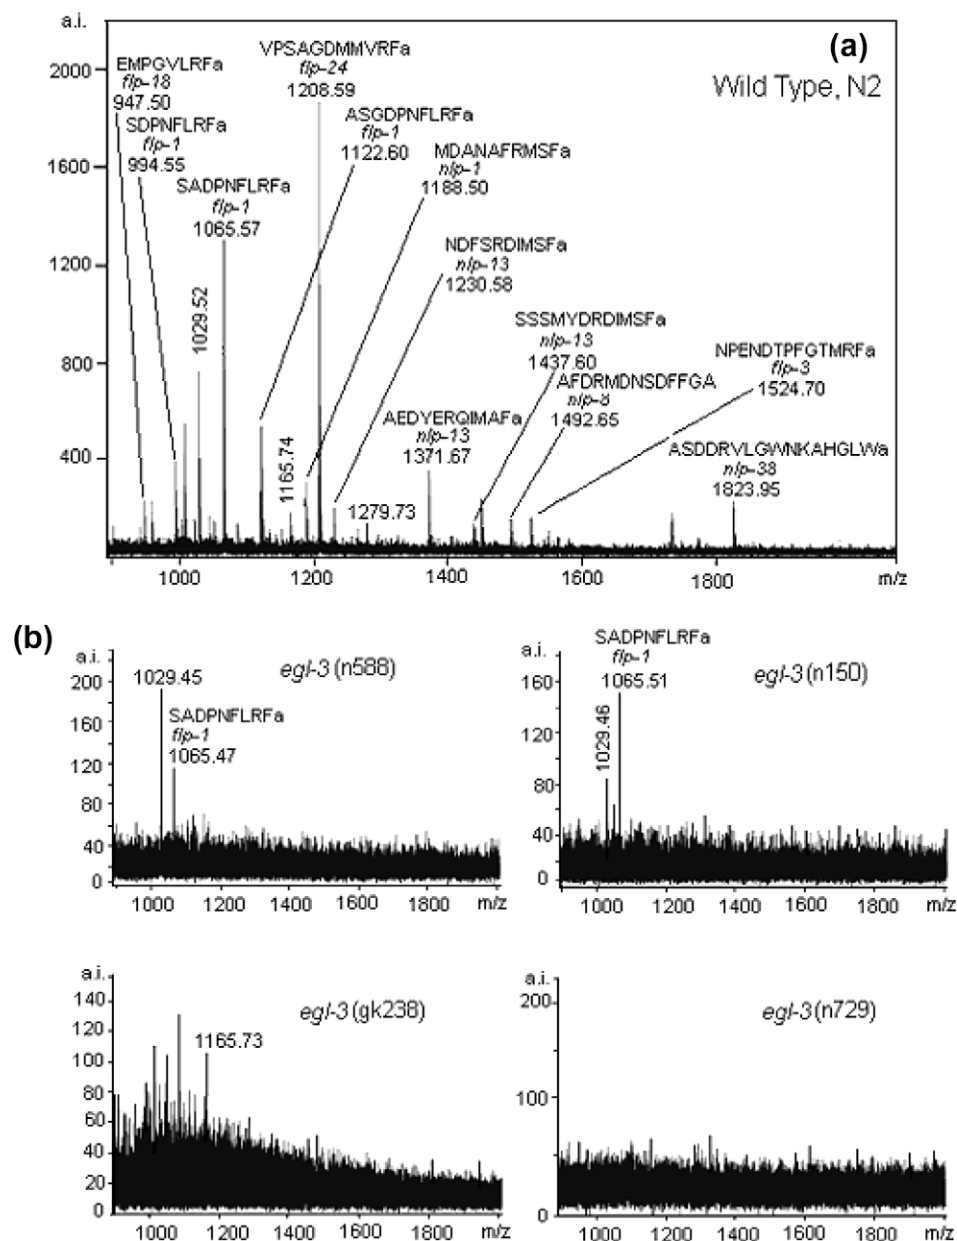 a.i.
(a)
Wild Type, N2
2000
1600
1200
800
400
EMPGVLRFa
flp-18
947.50
SDPNFLRFa
flp-1
994.55
SADPNFLRFa
flp-1
1065.57
1029.52
VPSAGDMMVRFa
flp-24
1208.59
ASGDPNFLRFa
flp-1
1122.60
MDANAFRMSFa
nlp-1
1188.50
NDFSRDIMSFa
nlp-13
1230.58
SSSMYDRDIMSFa
nlp-13
1437.60
NPENDTPFGTMRFa
flp-3
1524.70
AFDRMDNSDFFGA
nlp-8
1492.65
AEDYERQIMAFa
nlp-13
1371.67
ASDDRVLGWNKAHGLWa
nlp-38
1823.95
1165.74
1279.73
1000 1200 1400 1600 1800 m/z
(b)
a.i.
egl-3 (n588)
1029.45
SADPNFLRFa
flp-1
1065.47
200
160
120
80
40
0
1000 1200 1400 1600 1800 m/z
a.i.
egl-3 (n150)
SADPNFLRFa
flp-1
1065.51
1029.46
160
120
80
40
0
1000 1200 1400 1600 1800 m/z
a.i.
egl-3 (gk238)
1165.73
140
120
100
80
60
40
20
0
1000 1200 1400 1600 1800 m/z
a.i.
egl-3 (n729)
200
100
0
1000 1200 1400 1600 1800 m/z